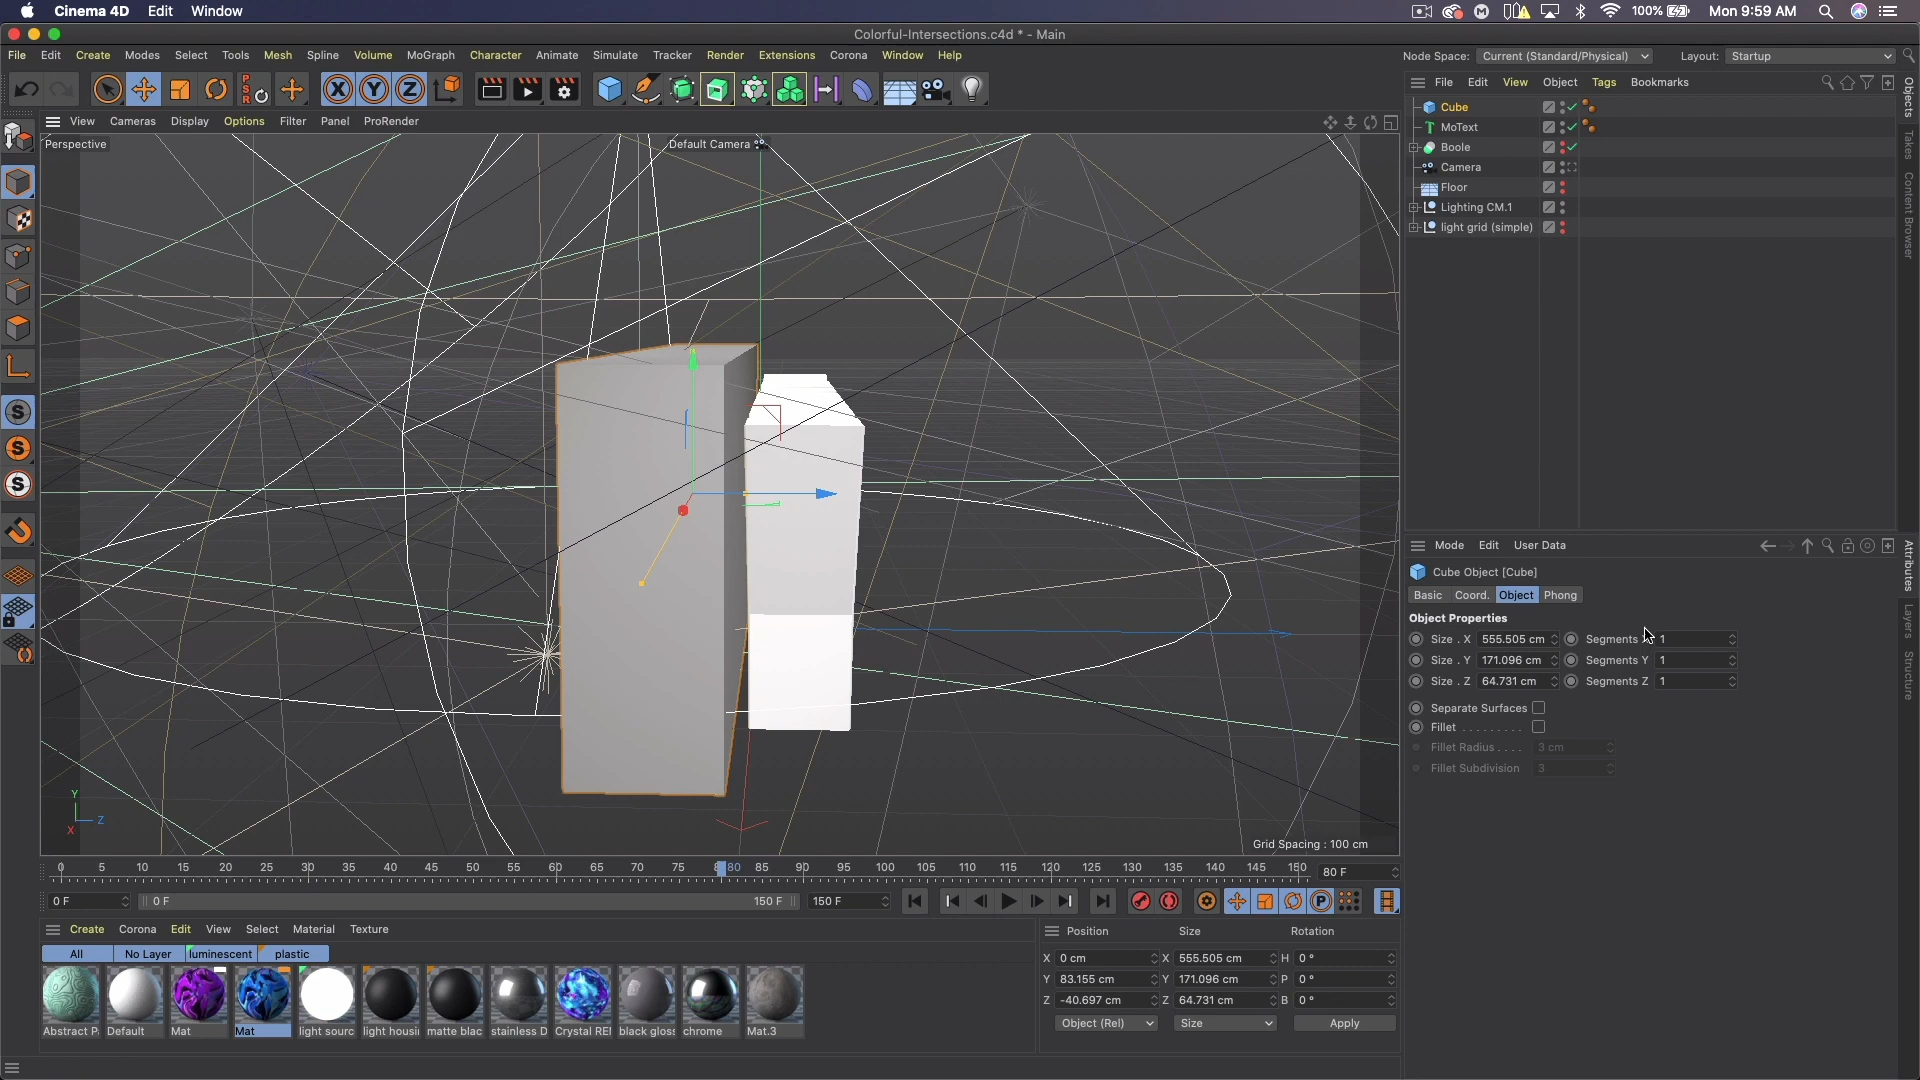 Cinema 4D Edit Window 100% Mon 9:59 AM
Colorful-Intersections.c4d * - Main
File Edit Create Modes Select Tools Mesh Spline Volume MoGraph Character Animate Simulate Tracker Render Extensions Corona Window Help Node Space: Current (Standard/Physical) Layout: Startup
File Edit View Object Tags Bookmarks
View Cameras Display Options Filter Panel ProRender
Perspective
Default Camera
Cube
MoText
Boole
Camera
Floor
Lighting CM.1
light grid (simple)
Objects
Takes
Content Browser
Mode Edit User Data
Cube Object [Cube]
Basic Coord. Object Phong
Object Properties
Size . X 555.505 cm Segments 1
Size . Y 171.096 cm Segments Y 1
Size . Z 64.731 cm Segments Z 1
Separate Surfaces
Fillet . . . . . . . . .
Fillet Radius . . . . 3 cm
Fillet Subdivision 3
Attributes
Layers
Structure
Y
Z
X
Grid Spacing : 100 cm
0 5 10 15 20 25 30 35 40 45 50 55 60 65 70 75 80 85 90 95 100 105 110 115 120 125 130 135 140 145 150 80 F
0 F 0 F 150 F 150 F
Create Corona Edit View Select Material Texture
All No Layer luminescent plastic
Abstract P Default Mat Mat light sourc light housi matte blac stainless D Crystal REI black gloss chrome Mat.3
Position Size Rotation
X 0 cm X 555.505 cm H 0 °
Y 83.155 cm Y 171.096 cm P 0 °
Z -40.697 cm Z 64.731 cm B 0 °
Object (Rel) Size Apply